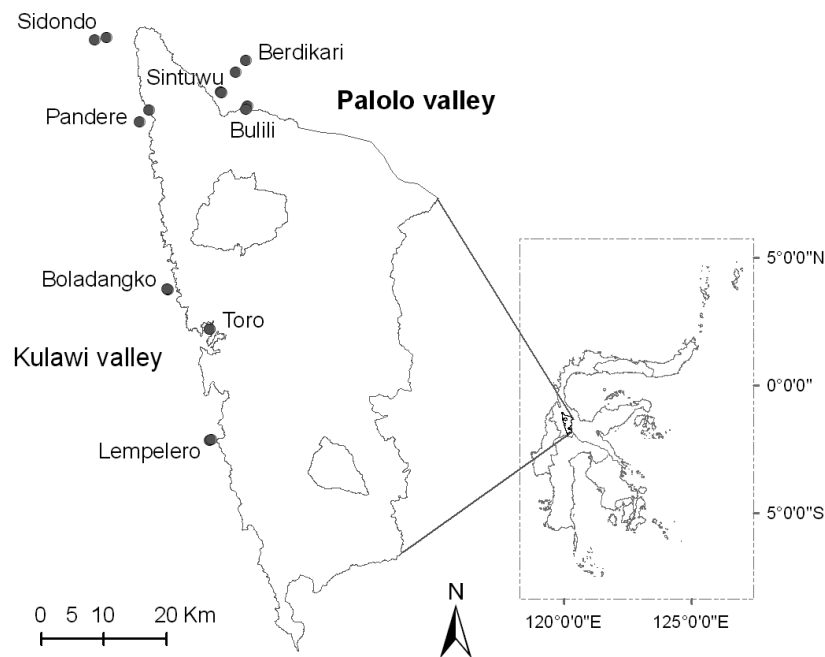 Sidondo
Berdikari
Sintuwu
Palolo valley
Pandere
Bulili
Boladangko
Toro
Kulawi valley
Lempelero
5°0'0"N
0°0'0"
5°0'0"S
120°0'0"E 125°0'0"E
N
0 5 10 20 Km